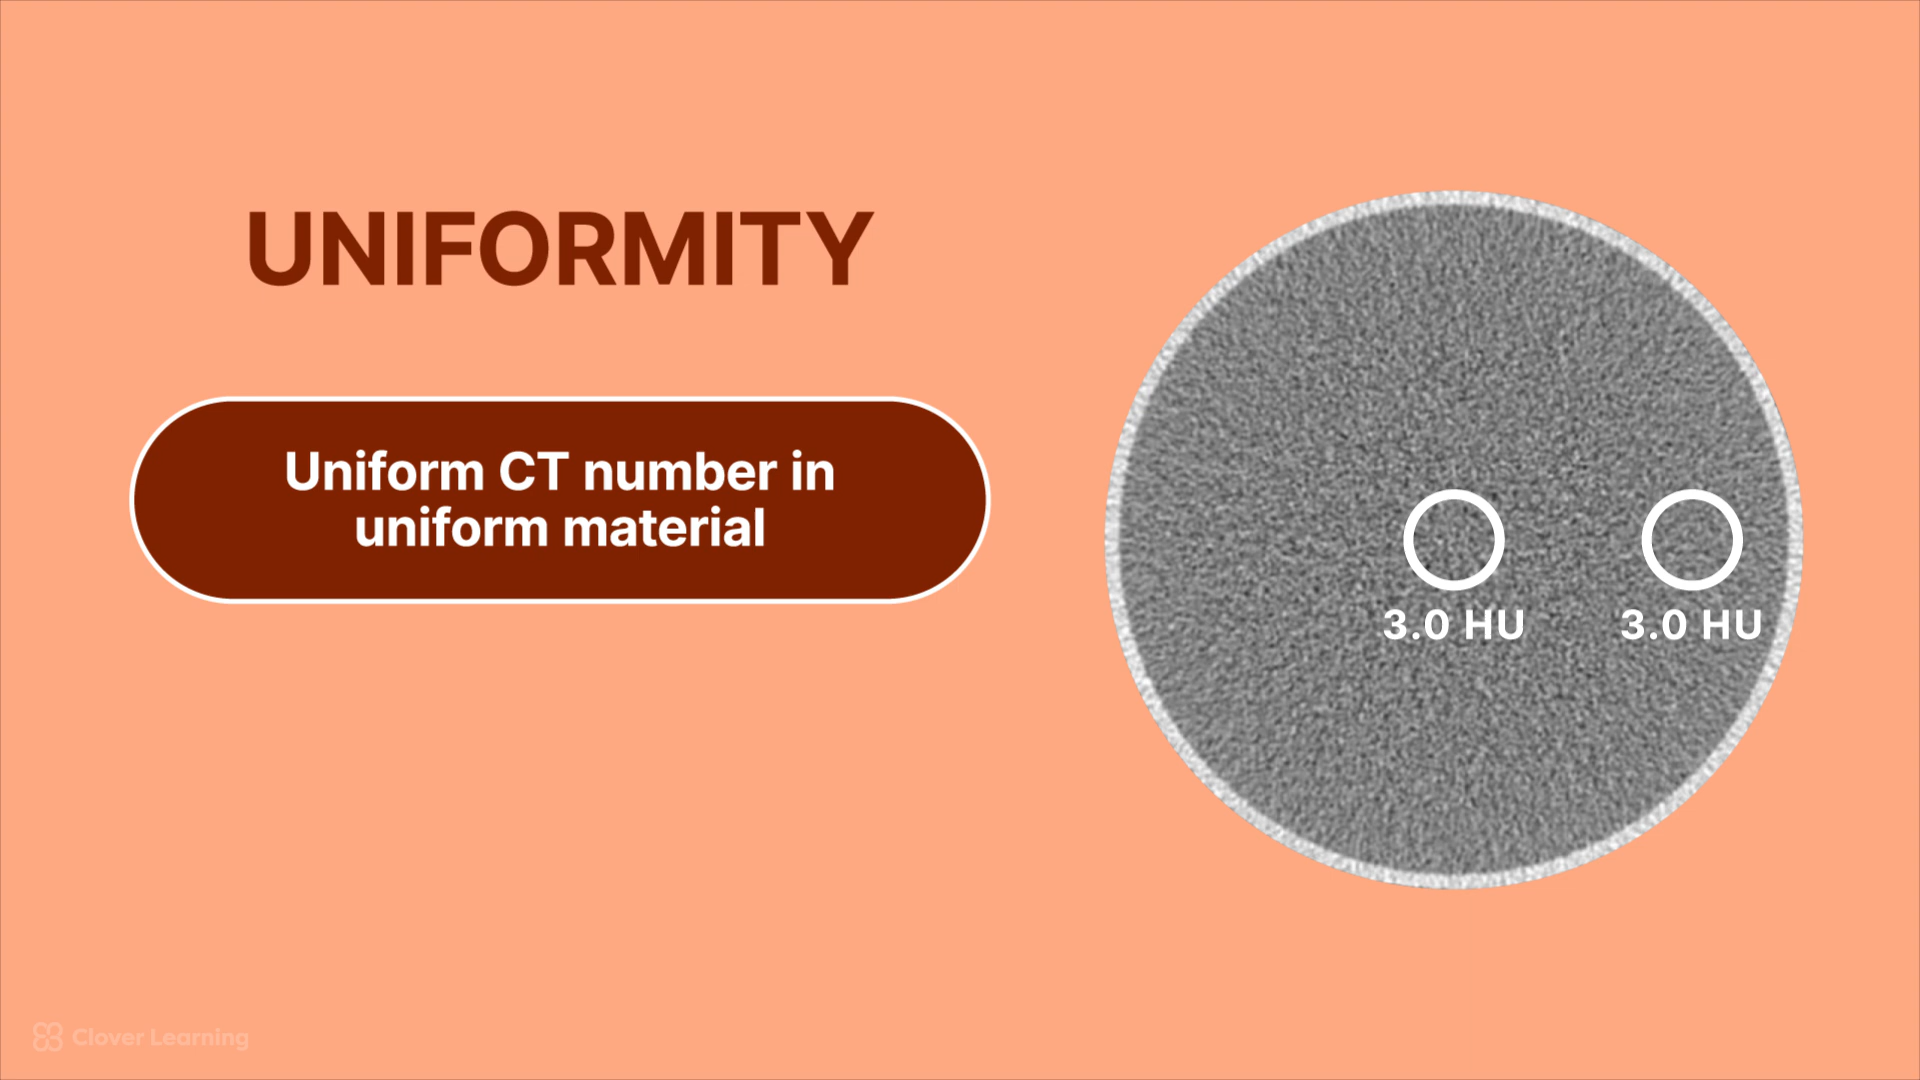 UNIFORMITY
Uniform CT number in
uniform material
3.0 HU
3.0 HU
Clover Learning